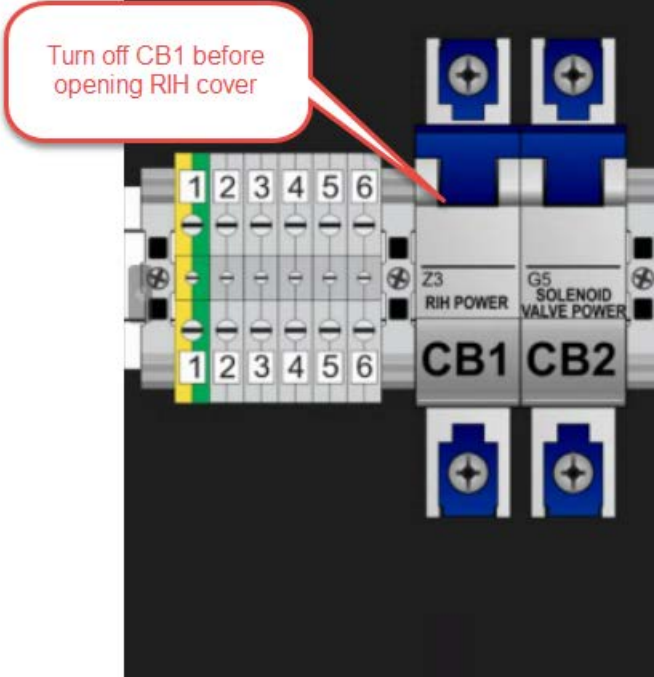 Turn off CB1 before
opening RIH cover
1 2 3 4 5 6
Z3
RIH POWER
G5
SOLENOID
VALVE POWER
1 2 3 4 5 6
CB1 CB2